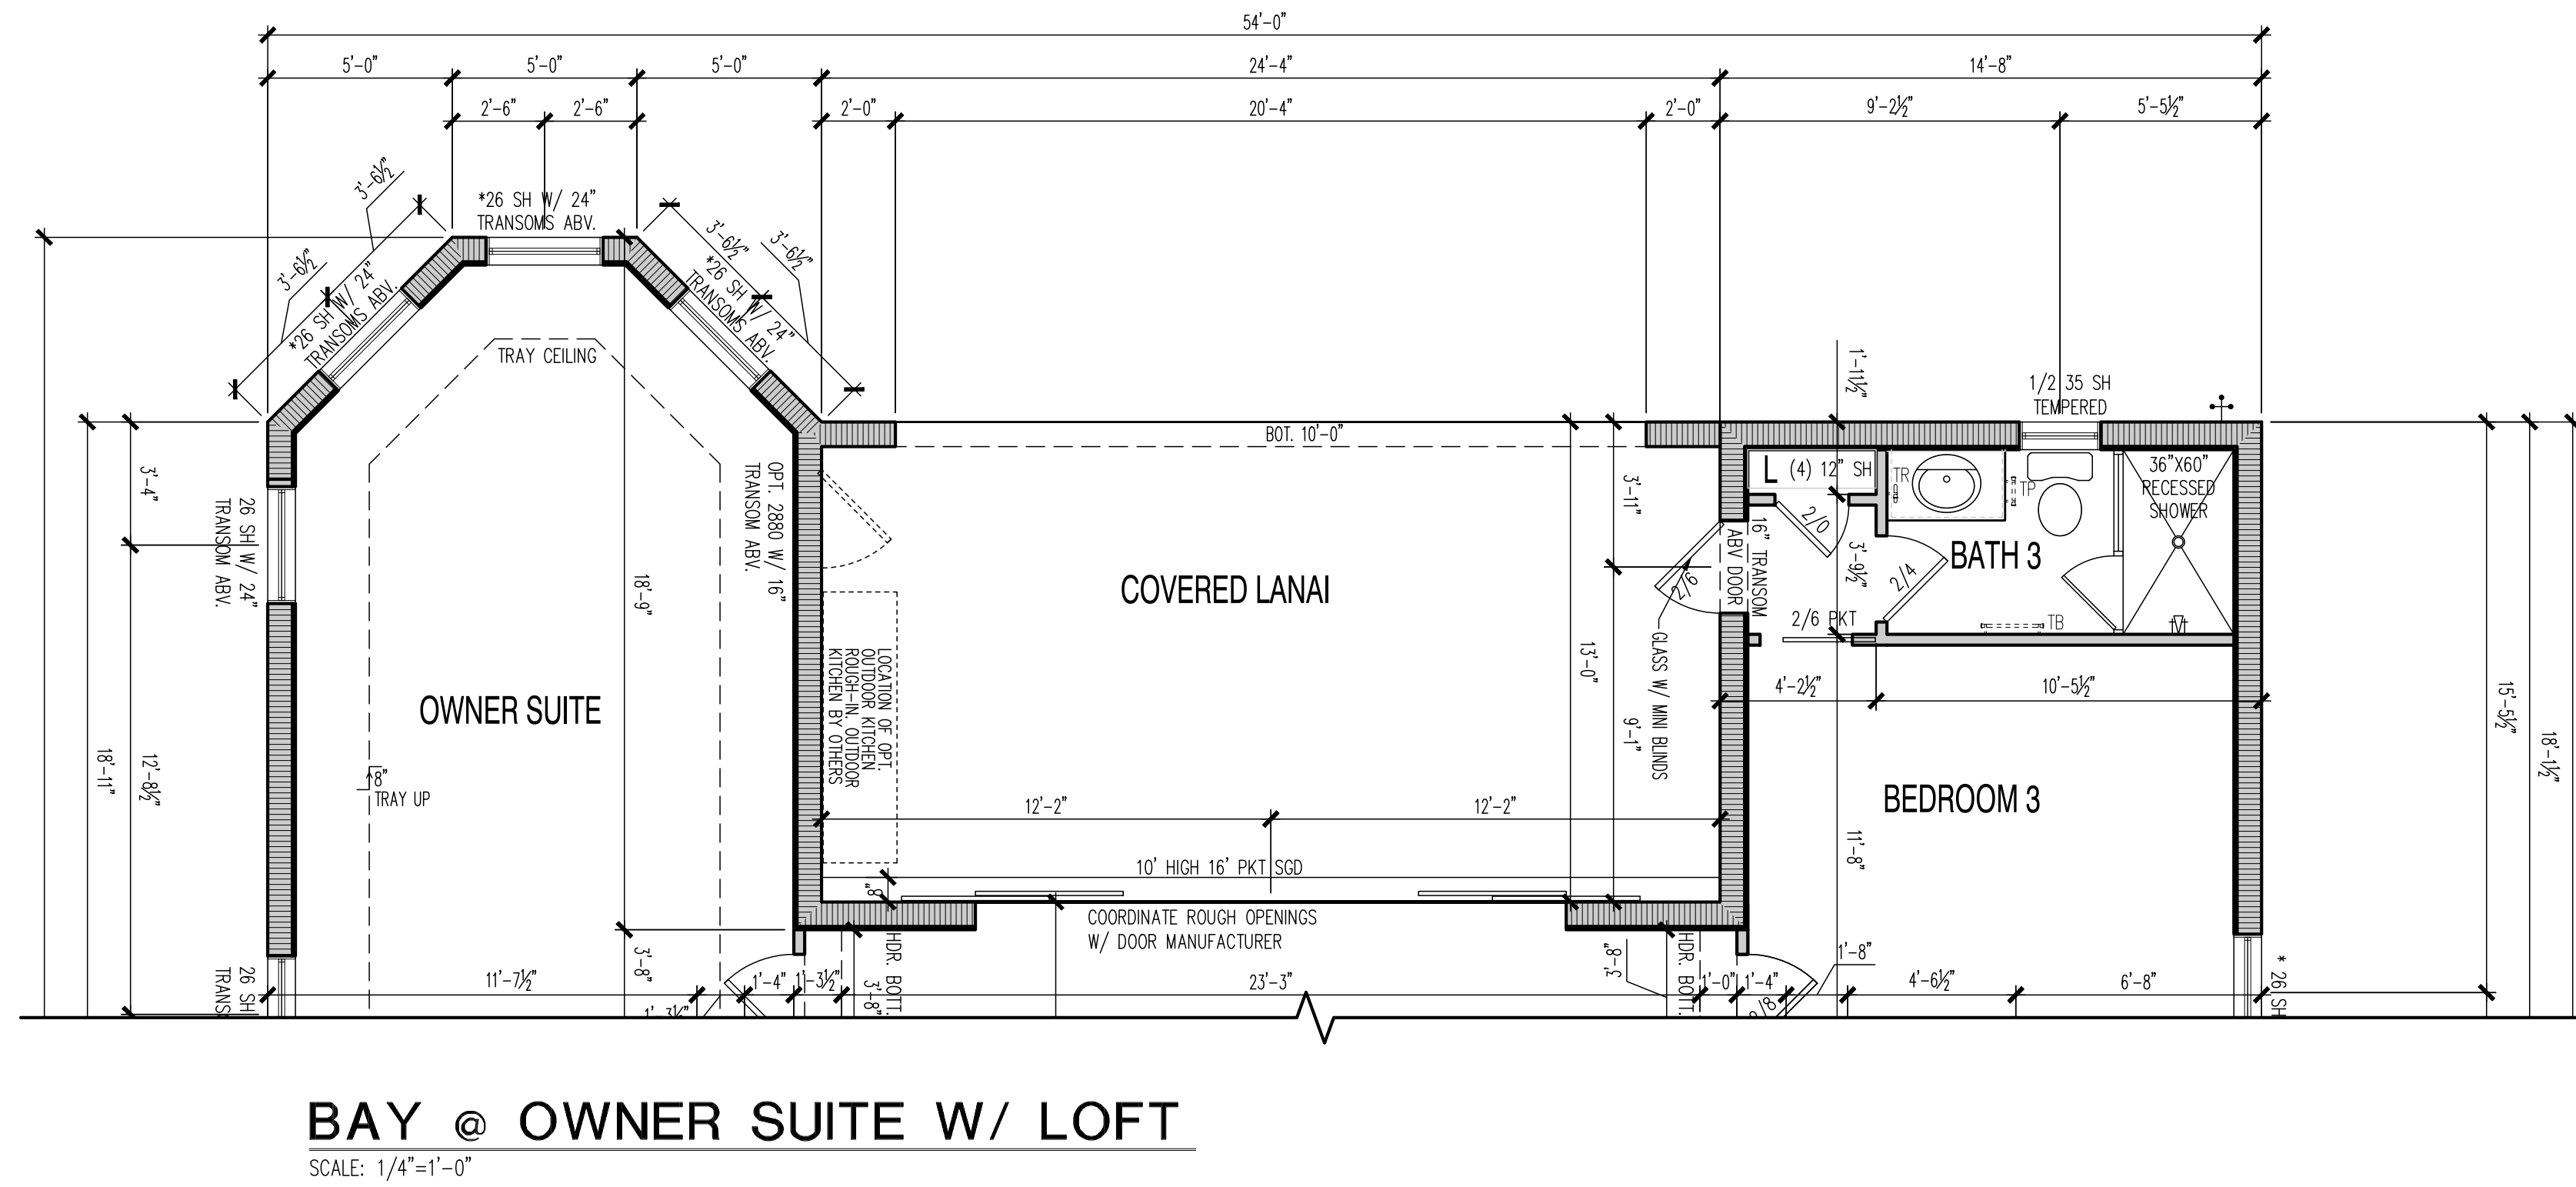 54'-0"
5'-0"
5'-0"
5'-0"
24'-4"
14'-8"
2'-6"
2'-6"
2'-0"
20'-4"
2'-0"
9'-2½"
5'-5½"
3'-6½"
3'-6½"
*26 SH W/ 24"
TRANSOMS ABV.
*26 SH W/ 24"
TRANSOMS ABV.
3'-6½"
3'-6½"
*26 SH W/ 24"
TRANSOMS ABV.
TRAY CEILING
1'-11½"
1/2 35 SH
TEMPERED
BOT. 10'-0"
3'-4"
26 SH W/ 24"
TRANSOM ABV.
OPT. 2880 W/ 16"
TRANSOM ABV.
3'-11"
L (4) 12" SH
TR
TP
36"X60"
RECESSED
SHOWER
2/0
16" TRANSOM
ABV DOOR
3'-9½"
BATH 3
2/4
2/6
2/6 PKT
TB
18'-9"
COVERED LANAI
OWNER SUITE
LOCATION OF OPT.
OUTDOOR KITCHEN
ROUGH-IN. OUTDOOR
KITCHEN BY OTHERS
13'-0"
GLASS W/ MINI BLINDS
9'-1"
4'-2½"
10'-5½"
15'-5½"
18'-1½"
18'-11"
12'-8½"
8"
TRAY UP
12'-2"
12'-2"
BEDROOM 3
11'-8"
10' HIGH 16' PKT SGD
8"
COORDINATE ROUGH OPENINGS
W/ DOOR MANUFACTURER
26 SH
TRANS
3'-8"
HDR. BOTT.
3'-8"
3'-8"
HDR. BOTT.
1'-8"
11'-7½"
1'-4"
1'-3½"
23'-3"
1'-0"
1'-4"
4'-6½"
6'-8"
1'-3½"
* 26 SH
BAY @ OWNER SUITE W/ LOFT
SCALE: 1/4"=1'-0"